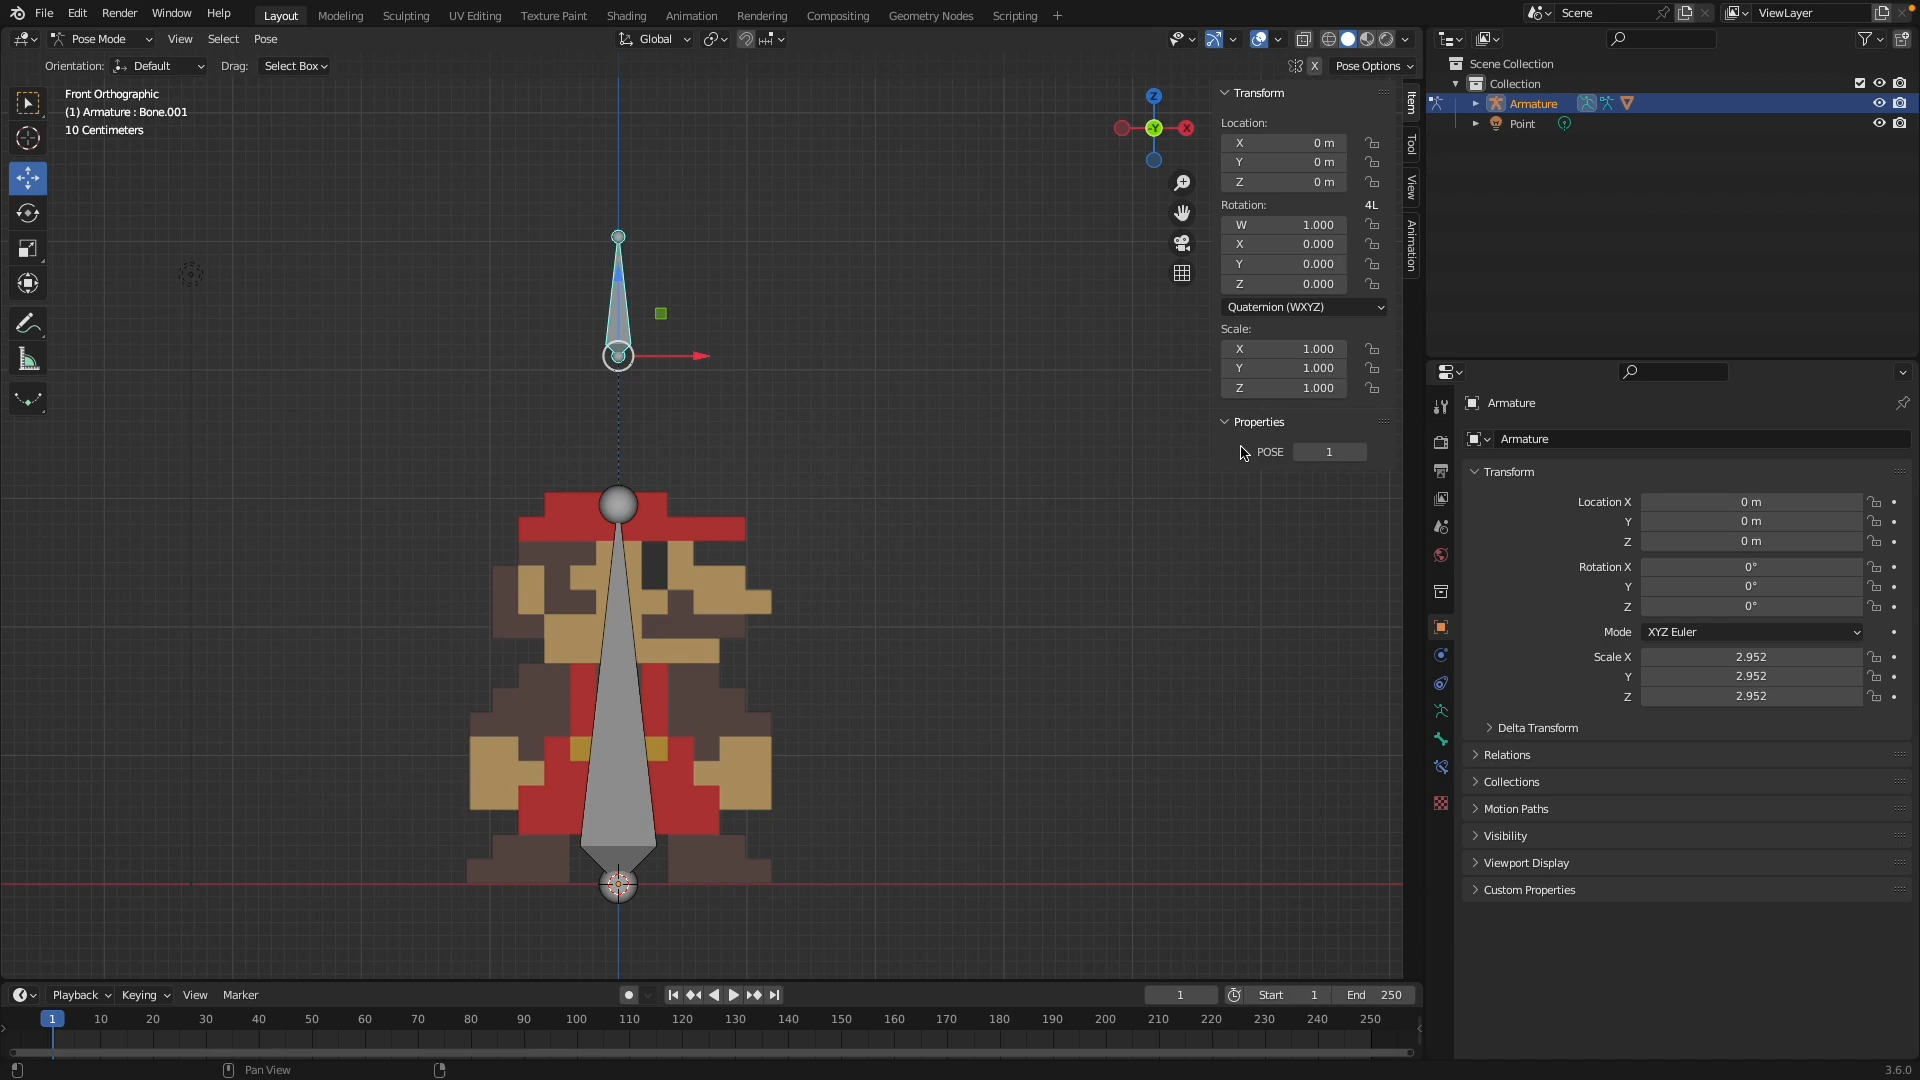 File Edit Render Window Help Layout Modeling Sculpting UV Editing Texture Paint Shading Animation Rendering Compositing Geometry Nodes Scripting + Scene ViewLayer
Pose Mode View Select Pose Global
Orientation: Default Drag: Select Box X Pose Options
Front Orthographic
(1) Armature : Bone.001
10 Centimeters
Z
-Y X
Transform
Location:
X 0 m
Y 0 m
Z 0 m
Rotation: 4L
W 1.000
X 0.000
Y 0.000
Z 0.000
Quaternion (WXYZ)
Scale:
X 1.000
Y 1.000
Z 1.000
Properties
POSE 1
Item
Tool
View
Animation
Scene Collection
Collection
Armature
Point
Armature
Armature
Transform
Location X 0 m
Y 0 m
Z 0 m
Rotation X 0°
Y 0°
Z 0°
Mode XYZ Euler
Scale X 2.952
Y 2.952
Z 2.952
Delta Transform
Relations
Collections
Motion Paths
Visibility
Viewport Display
Custom Properties
Playback Keying View Marker 1 Start 1 End 250
1 10 20 30 40 50 60 70 80 90 100 110 120 130 140 150 160 170 180 190 200 210 220 230 240 250
Pan View 3.6.0